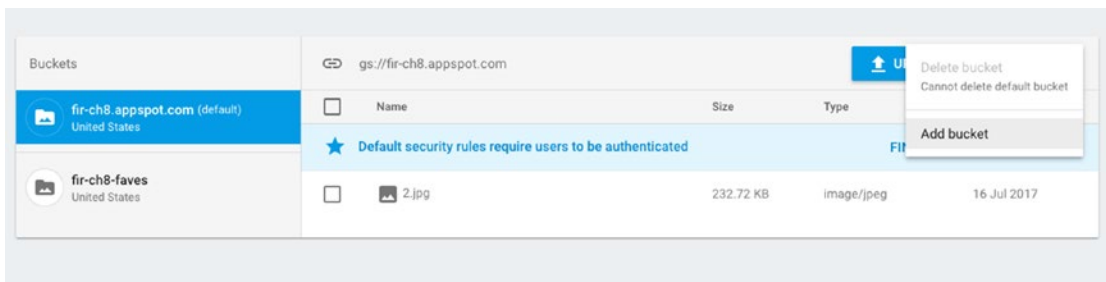 Buckets
fir-ch8.appspot.com (default)
United States
fir-ch8-faves
United States
gs://fir-ch8.appspot.com
Delete bucket
Cannot delete default bucket
Add bucket
Name Size Type
Default security rules require users to be authenticated
2.jpg 232.72 KB image/jpeg 16 Jul 2017